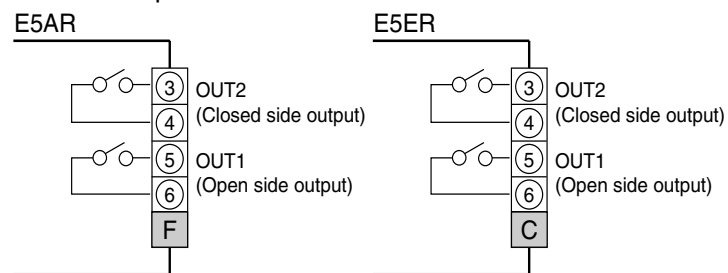 E5AR
3 OUT2
4 (Closed side output)
5 OUT1
6 (Open side output)
F
E5ER
3 OUT2
4 (Closed side output)
5 OUT1
6 (Open side output)
C